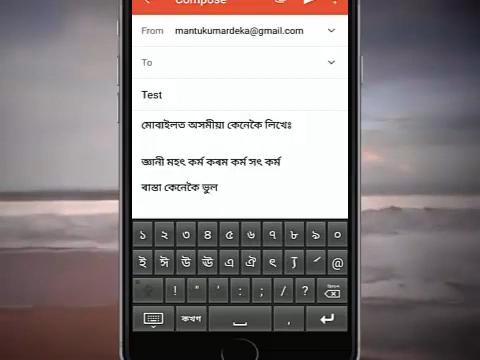 Compose
From mantukumardeka@gmail.com
To
Test
মোবাইলত অসমীয়া কেনেকৈ লিখেঃ
জ্ঞানী মহৎ কৰ্ম কৰম কৰ্ম সৎ কৰ্ম
ৰাস্তা কেনেকৈ ভুল
১ ২ ৩ ৪ ৫ ৬ ৭ ৮ ৯ ০
ই ঈ উ ঊ এ ঐ ৎ @
! " ' : ; / ?
কখগ ,